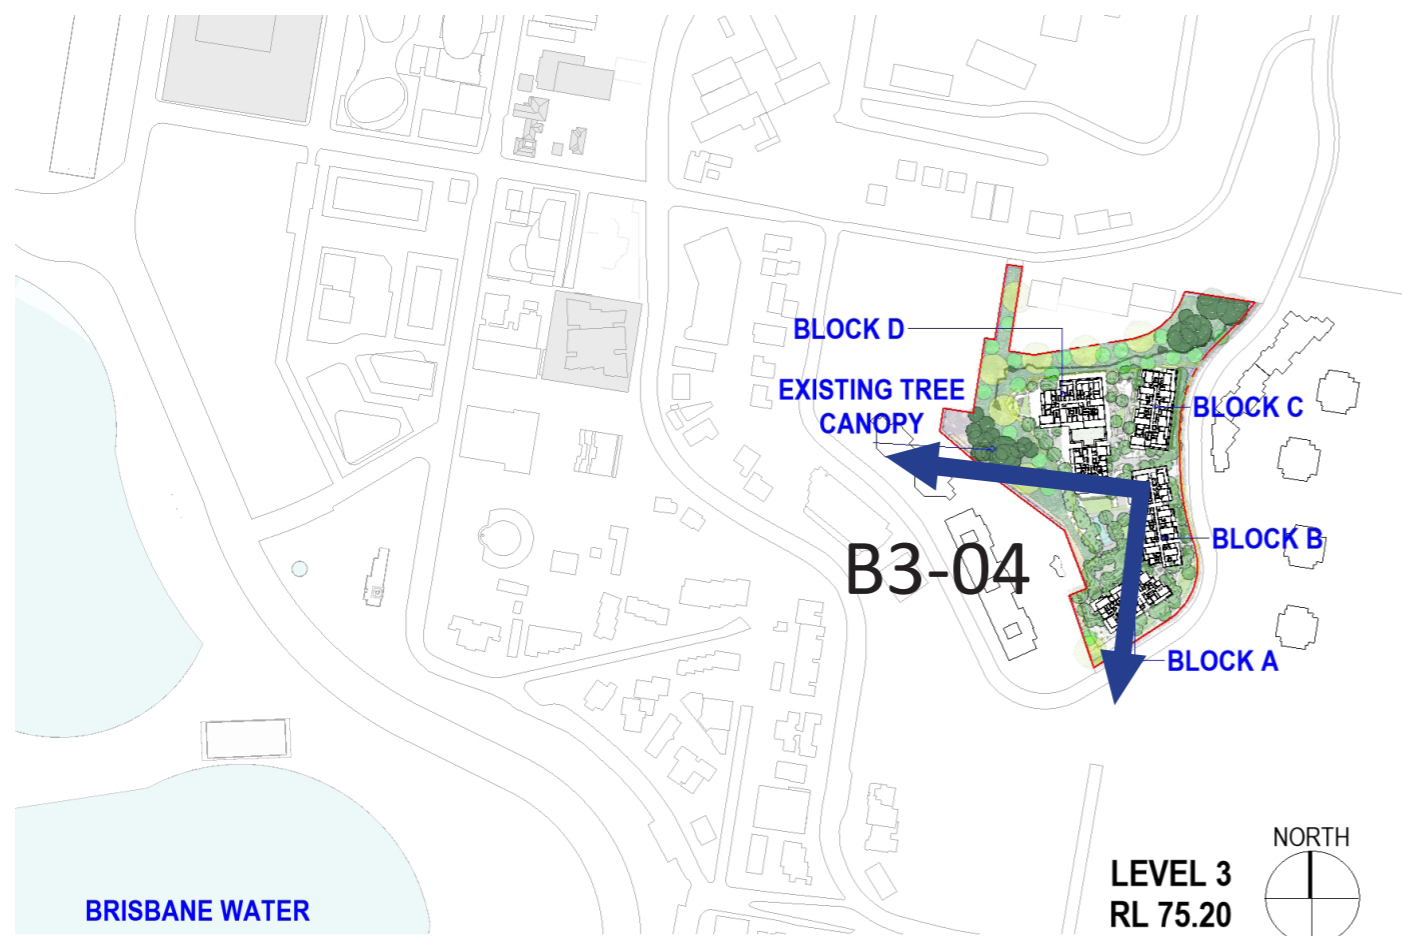 BLOCK D
EXISTING TREE
CANOPY
BLOCK C
BLOCK B
B3-04
BLOCK A
NORTH
LEVEL 3
RL 75.20
BRISBANE WATER